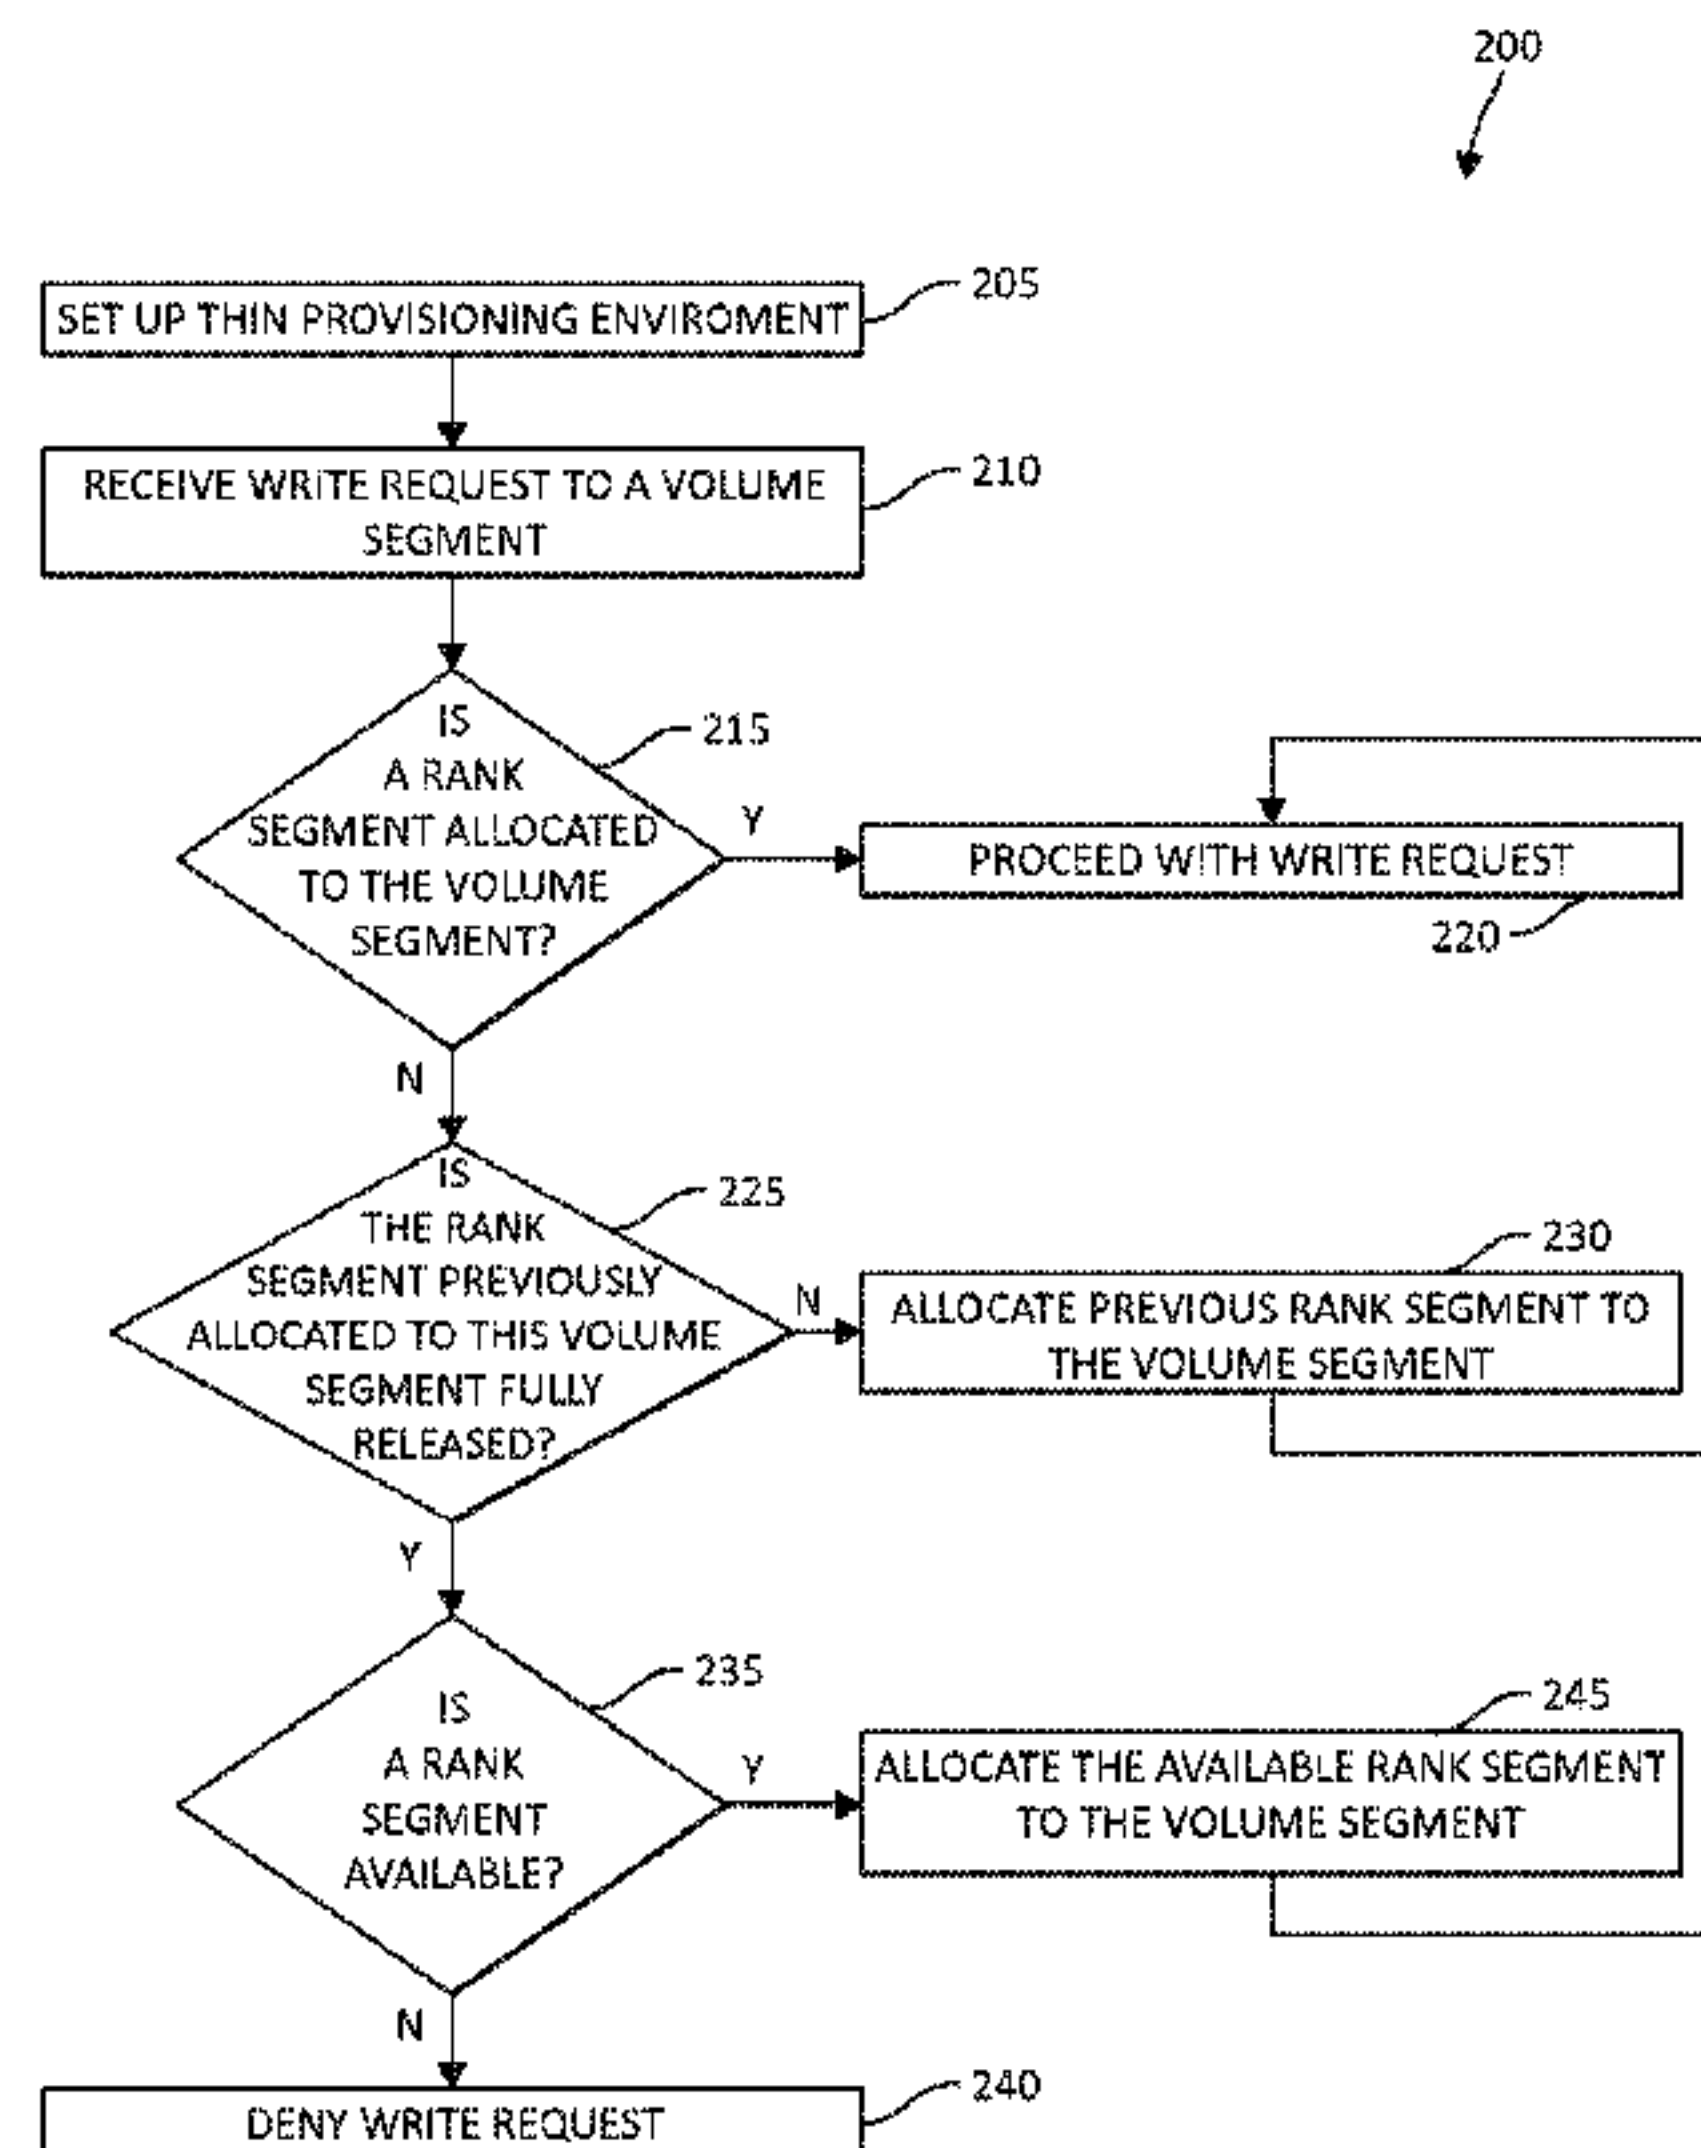 200
SET UP THIN PROVISIONING ENVIROMENT
205
RECEIVE WRITE REQUEST TO A VOLUME
SEGMENT
210
IS
A RANK
SEGMENT ALLOCATED
TO THE VOLUME
SEGMENT?
215
Y
PROCEED WITH WRITE REQUEST
220
N
IS
THE RANK
SEGMENT PREVIOUSLY
ALLOCATED TO THIS VOLUME
SEGMENT FULLY
RELEASED?
225
N
230
ALLOCATE PREVIOUS RANK SEGMENT TO
THE VOLUME SEGMENT
Y
IS
A RANK
SEGMENT
AVAILABLE?
235
Y
245
ALLOCATE THE AVAILABLE RANK SEGMENT
TO THE VOLUME SEGMENT
N
DENY WRITE REQUEST
240